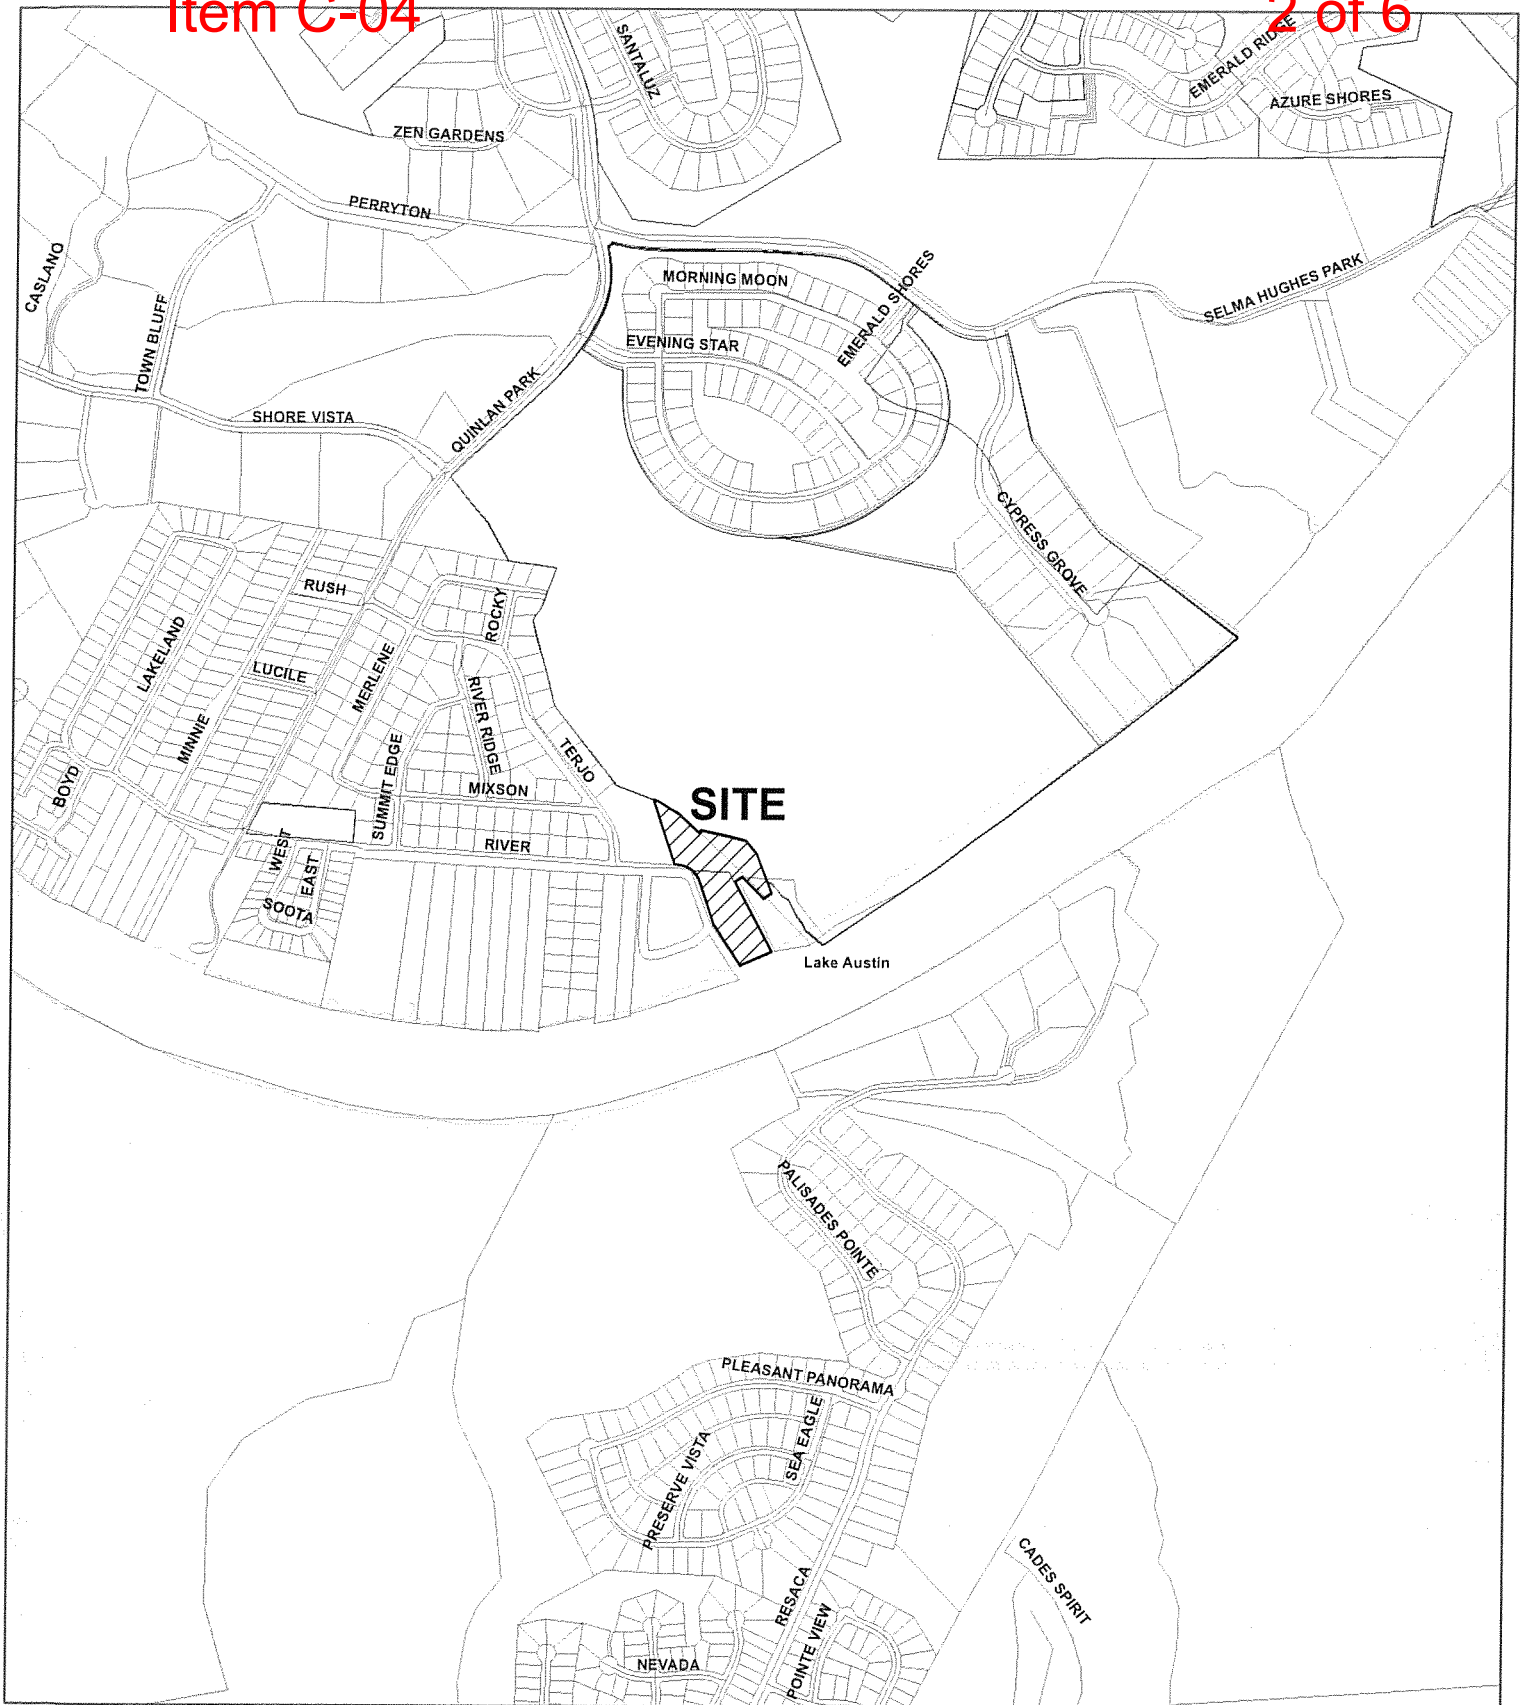 Item C-04
2 of 6
SANTALUZ
EMERALD RIDGE
AZURE SHORES
ZEN GARDENS
PERRYTON
CASLANO
TOWN BLUFF
MORNING MOON
EMERALD SHORES
SELMA HUGHES PARK
EVENING STAR
QUINLAN PARK
SHORE VISTA
CYPRESS GROVE
RUSH
ROCKY
LAKELAND
LUCILE
MERLENE
RIVER RIDGE
MINNIE
TERJO
SUMMIT EDGE
BOYD
MIXSON
SITE
RIVER
WEST
EAST
SOOTA
Lake Austin
PALISADES POINTE
PLEASANT PANORAMA
SEA EAGLE
PRESERVE VISTA
RESACA
CADES SPIRIT
POINTE VIEW
NEVADA